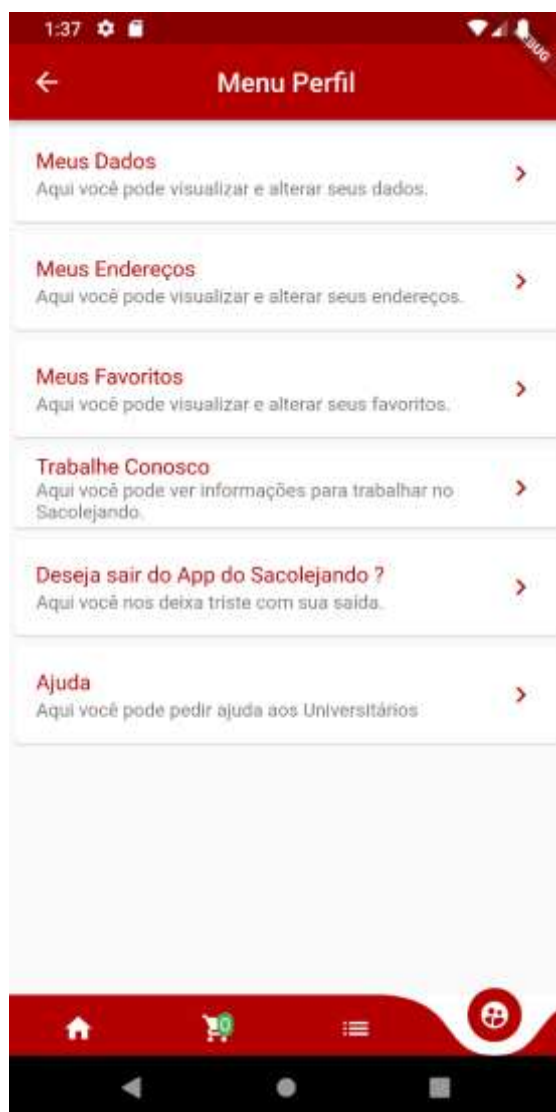 1:37
DEBUG
Menu Perfil
Meus Dados
Aqui você pode visualizar e alterar seus dados.
Meus Endereços
Aqui você pode visualizar e alterar seus endereços.
Meus Favoritos
Aqui você pode visualizar e alterar seus favoritos.
Trabalhe Conosco
Aqui você pode ver informações para trabalhar no
Sacolejando.
Deseja sair do App do Sacolejando ?
Aqui você nos deixa triste com sua saída.
Ajuda
Aqui você pode pedir ajuda aos Universitários
0